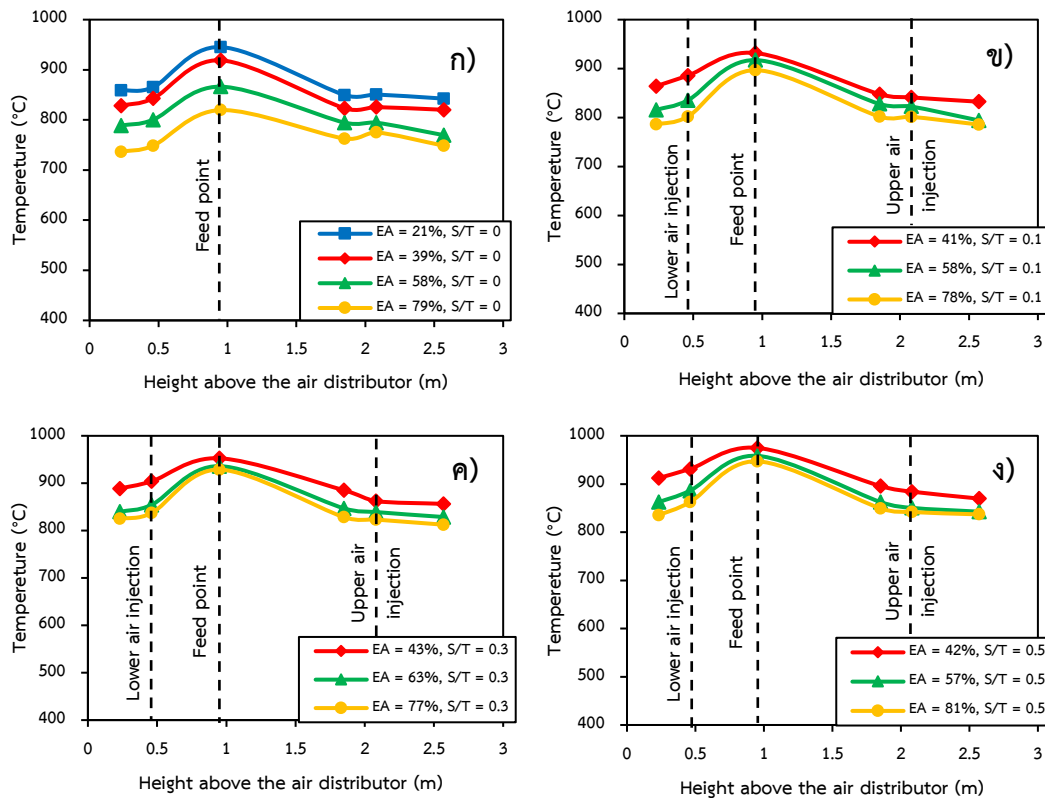 ก)
Tempereture (°C)
1000
900
800
700
600
500
400
Feed point
EA = 21%, S/T = 0
EA = 39%, S/T = 0
EA = 58%, S/T = 0
EA = 79%, S/T = 0
0 0.5 1 1.5 2 2.5 3
Height above the air distributor (m)
ข)
Tempereture (°C)
1000
900
800
700
600
500
400
Lower air injection
Feed point
Upper air
injection
EA = 41%, S/T = 0.1
EA = 58%, S/T = 0.1
EA = 78%, S/T = 0.1
0 0.5 1 1.5 2 2.5 3
Height above the air distributor (m)
ค)
Tempereture (°C)
1000
900
800
700
600
500
400
Lower air injection
Feed point
Upper air
injection
EA = 43%, S/T = 0.3
EA = 63%, S/T = 0.3
EA = 77%, S/T = 0.3
0 0.5 1 1.5 2 2.5 3
Height above the air distributor (m)
ง)
Tempereture (°C)
1000
900
800
700
600
500
400
Lower air injection
Feed point
Upper air
injection
EA = 42%, S/T = 0.5
EA = 57%, S/T = 0.5
EA = 81%, S/T = 0.5
0 0.5 1 1.5 2 2.5 3
Height above the air distributor (m)